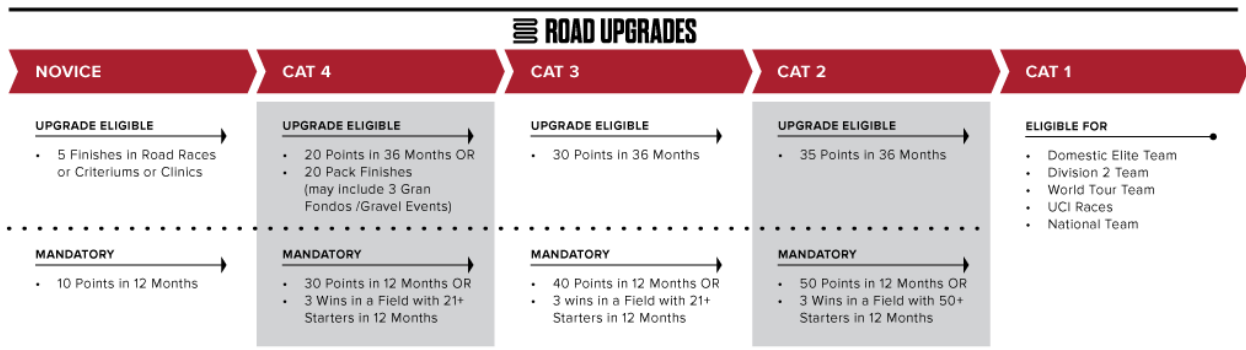 ROAD UPGRADES
NOVICE
CAT 4
CAT 3
CAT 2
CAT 1
UPGRADE ELIGIBLE
• 5 Finishes in Road Races
or Criteriums or Clinics
UPGRADE ELIGIBLE
• 20 Points in 36 Months OR
• 20 Pack Finishes
(may include 3 Gran
Fondos /Gravel Events)
UPGRADE ELIGIBLE
• 30 Points in 36 Months
UPGRADE ELIGIBLE
• 35 Points in 36 Months
ELIGIBLE FOR
• Domestic Elite Team
• Division 2 Team
• World Tour Team
• UCI Races
• National Team
MANDATORY
• 10 Points in 12 Months
MANDATORY
• 30 Points in 12 Months OR
• 3 Wins in a Field with 21+
Starters in 12 Months
MANDATORY
• 40 Points in 12 Months OR
• 3 wins in a Field with 21+
Starters in 12 Months
MANDATORY
• 50 Points in 12 Months OR
• 3 Wins in a Field with 50+
Starters in 12 Months